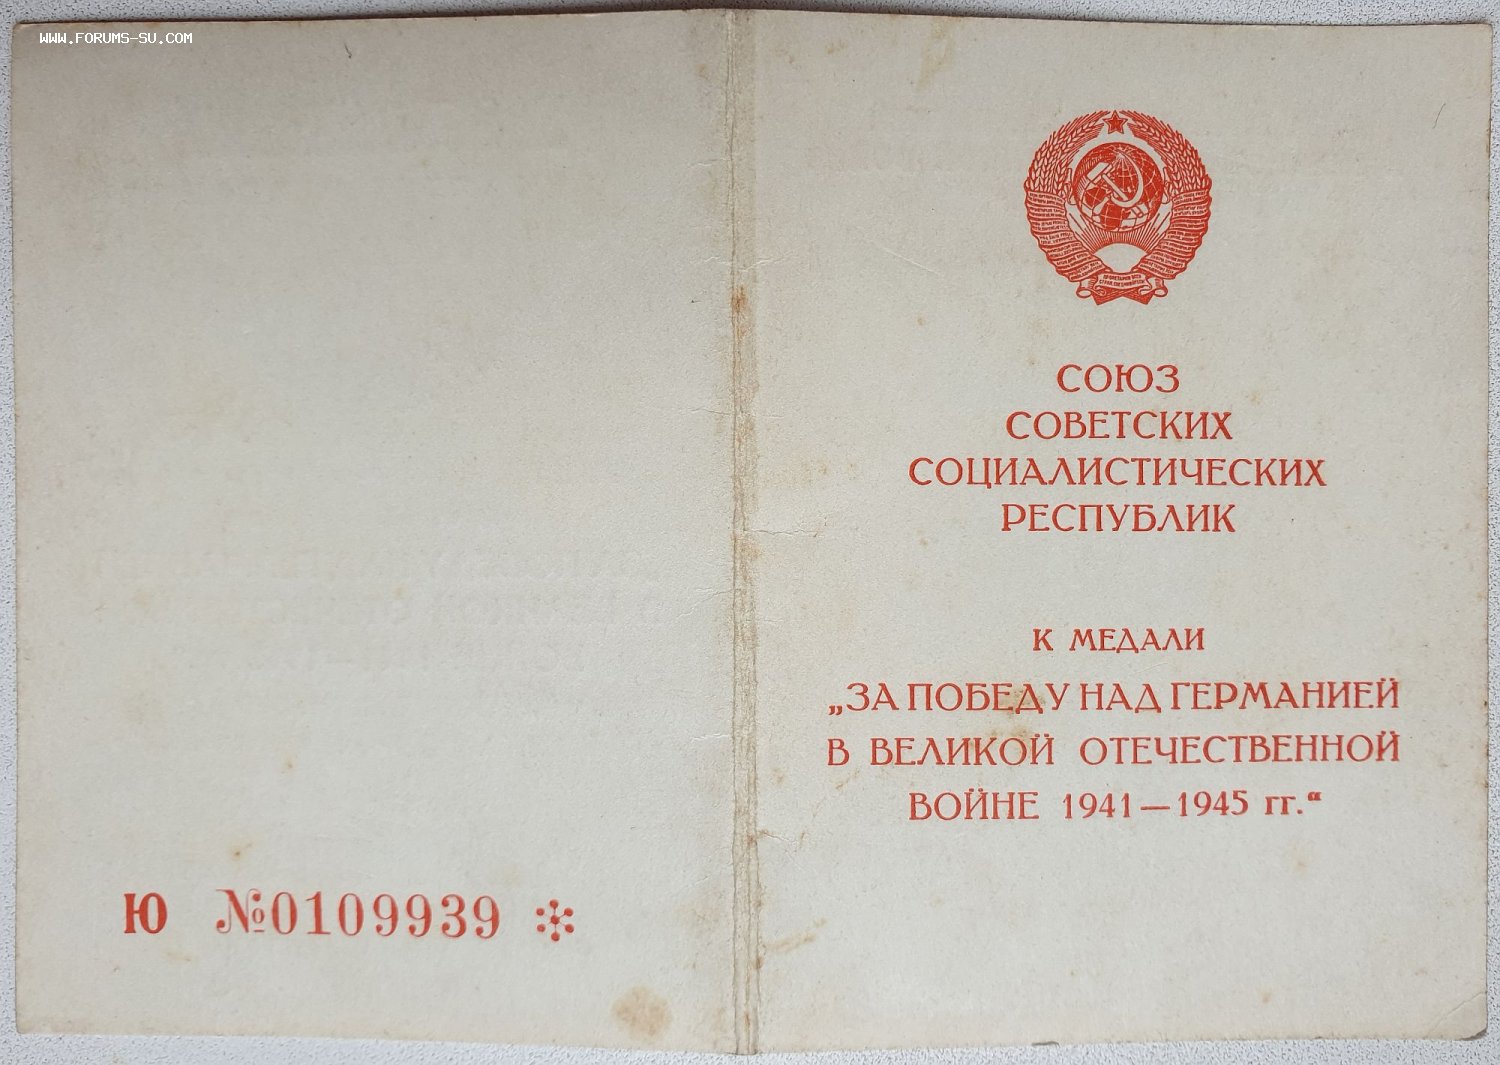 www.forums-su.com
Ю №0109939
СОЮЗ
СОВЕТСКИХ
СОЦИАЛИСТИЧЕСКИХ
РЕСПУБЛИК
К МЕДАЛИ
„ЗА ПОБЕДУ НАД ГЕРМАНИЕЙ
В ВЕЛИКОЙ ОТЕЧЕСТВЕННОЙ
ВОЙНЕ 1941—1945 гг.“